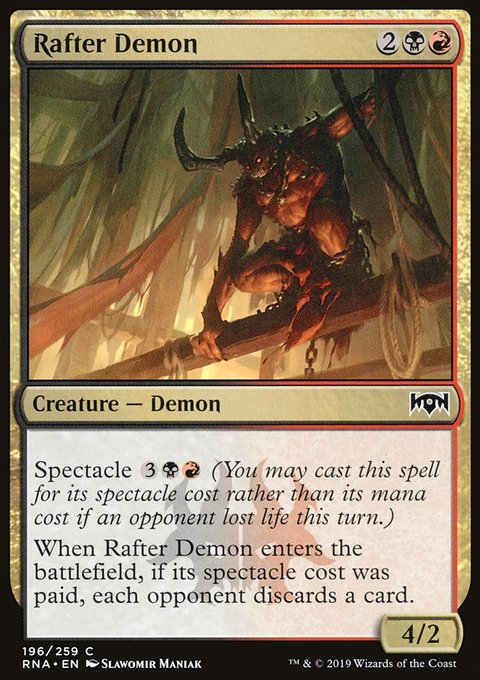 Rafter Demon 2
Creature — Demon
Spectacle 3 (You may cast this spell
for its spectacle cost rather than its mana
cost if an opponent lost life this turn.)
When Rafter Demon enters the
battlefield, if its spectacle cost was
paid, each opponent discards a card.
4/2
196/259 C
RNA • EN Slawomir Maniak
™ & © 2019 Wizards of the Coast